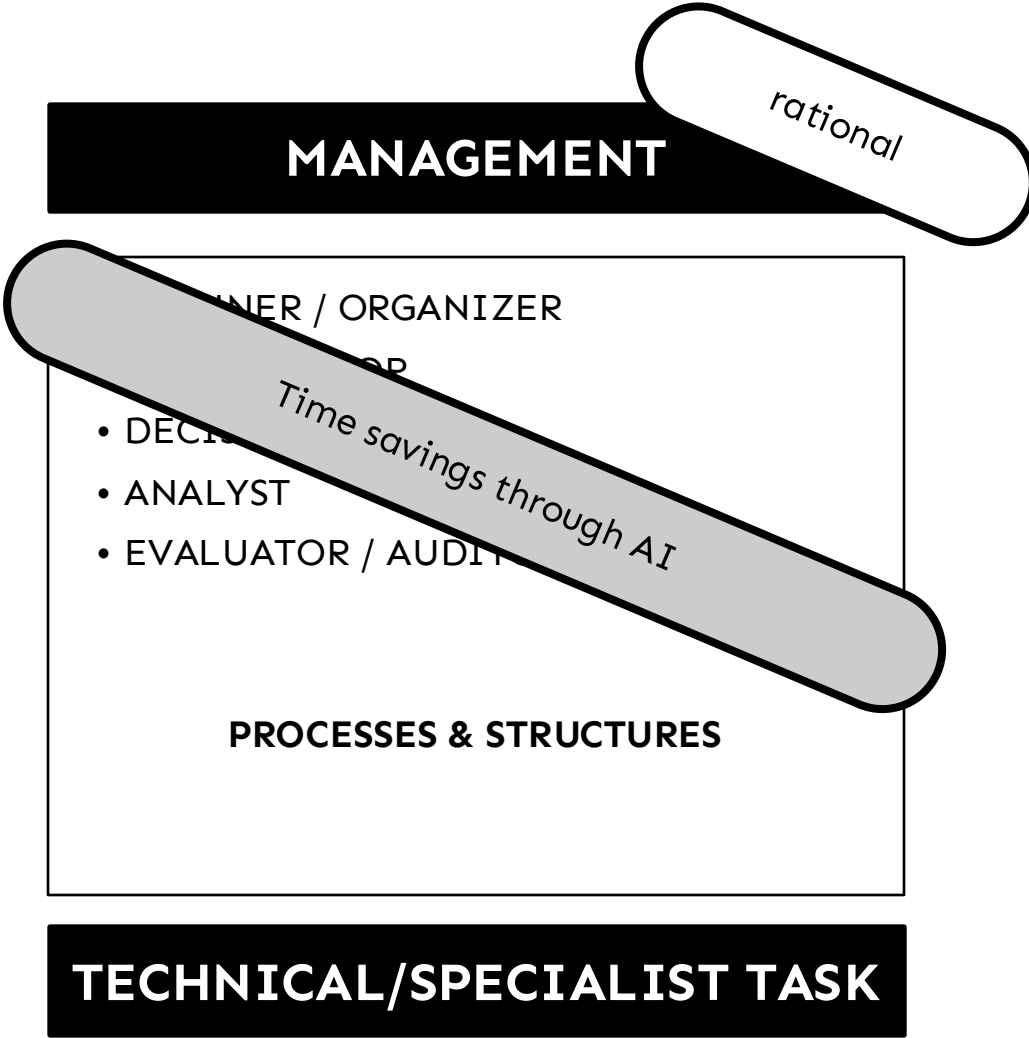 rational
MANAGEMENT
/ ORGANIZER
Time savings through AI
• ANALYST
• EVALUATOR /
PROCESSES & STRUCTURES
TECHNICAL/SPECIALIST TASK